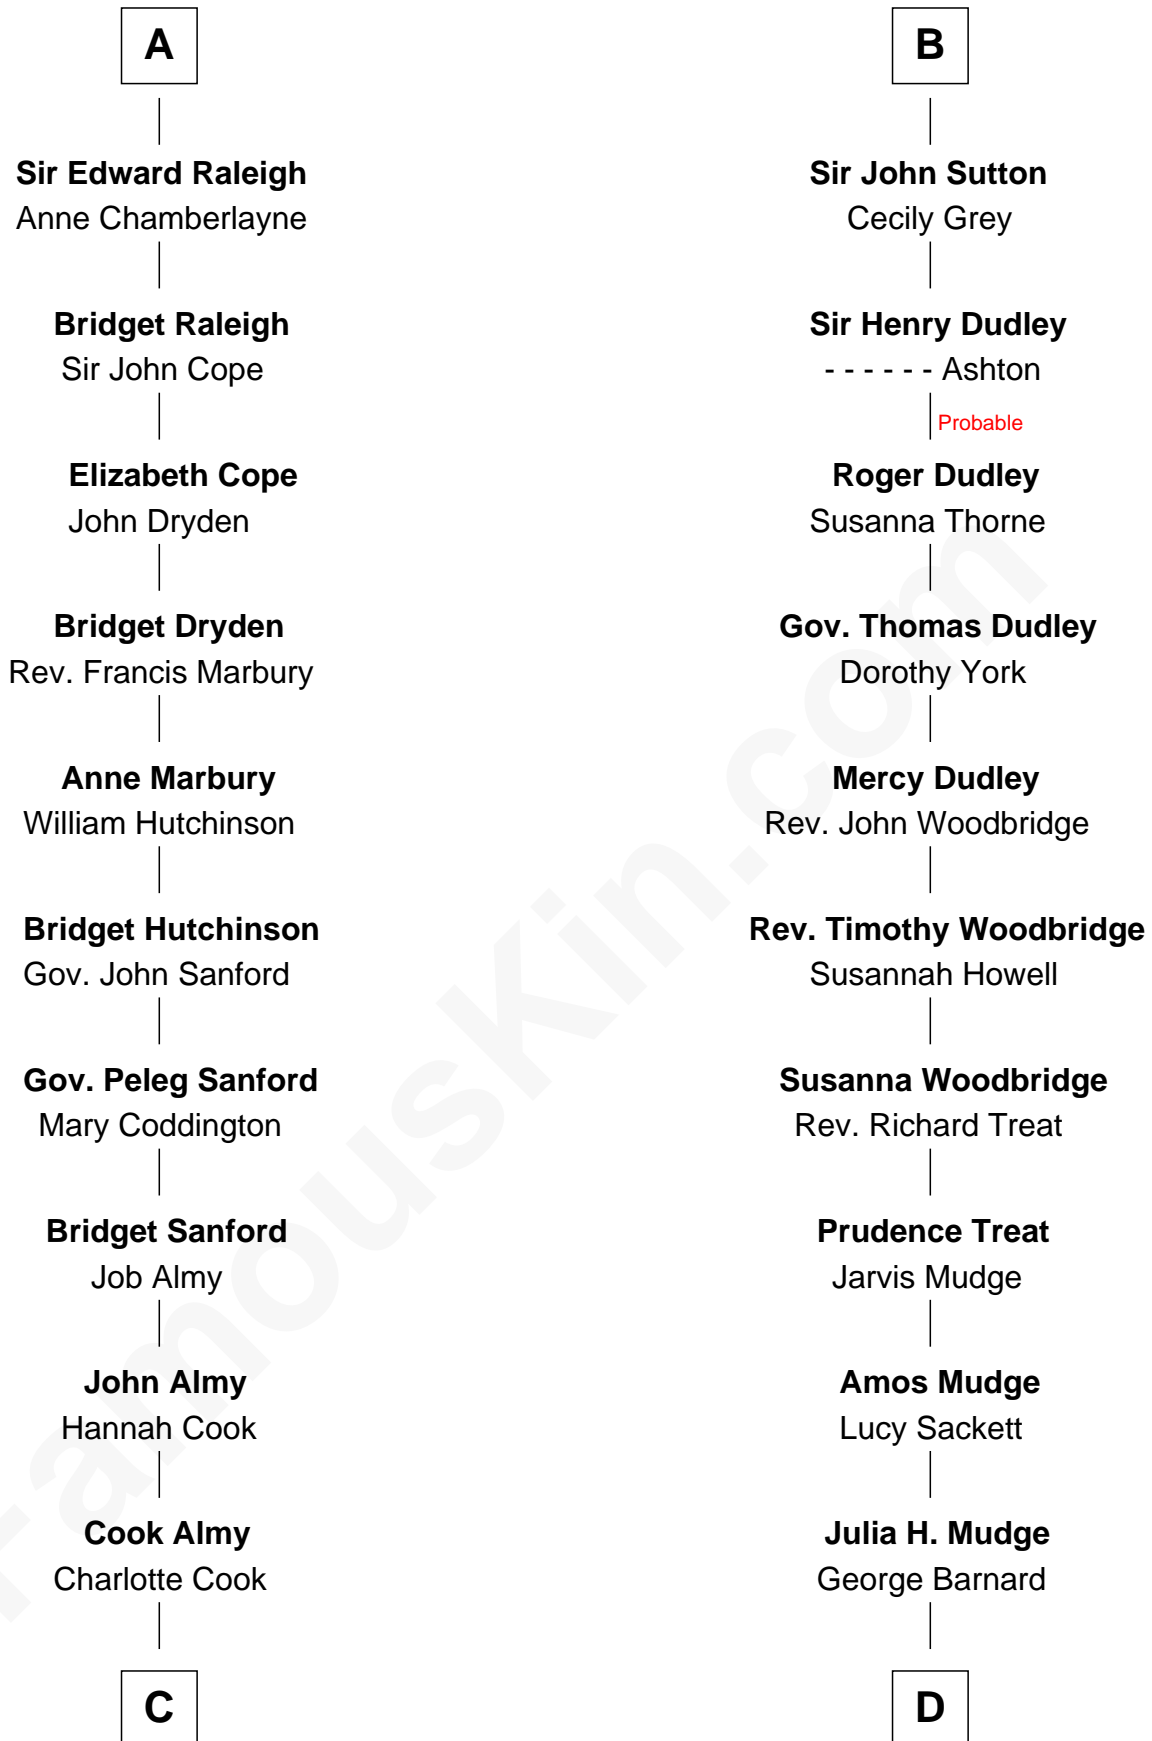 A
Sir Edward Raleigh
Anne Chamberlayne
Bridget Raleigh
Sir John Cope
Elizabeth Cope
John Dryden
Bridget Dryden
Rev. Francis Marbury
Anne Marbury
William Hutchinson
Bridget Hutchinson
Gov. John Sanford
Gov. Peleg Sanford
Mary Coddington
Bridget Sanford
Job Almy
John Almy
Hannah Cook
Cook Almy
Charlotte Cook
C
B
Sir John Sutton
Cecily Grey
Sir Henry Dudley
- - - - - - Ashton
Probable
Roger Dudley
Susanna Thorne
Gov. Thomas Dudley
Dorothy York
Mercy Dudley
Rev. John Woodbridge
Rev. Timothy Woodbridge
Susannah Howell
Susanna Woodbridge
Rev. Richard Treat
Prudence Treat
Jarvis Mudge
Amos Mudge
Lucy Sackett
Julia H. Mudge
George Barnard
D
FamousKin.com